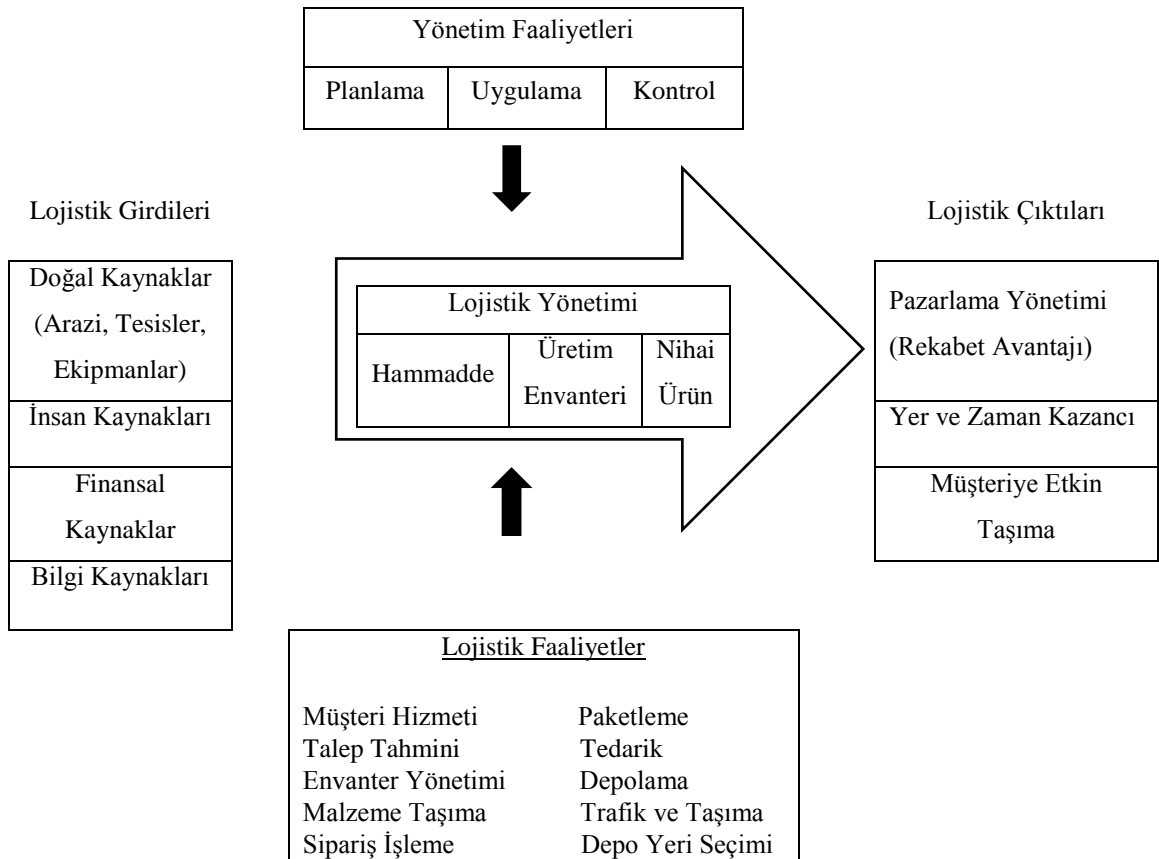 Yönetim Faaliyetleri
Planlama Uygulama Kontrol
Lojistik Girdileri
Doğal Kaynaklar
(Arazi, Tesisler,
Ekipmanlar)
İnsan Kaynakları
Finansal
Kaynaklar
Bilgi Kaynakları
Lojistik Yönetimi
Hammadde
Üretim
Envanteri
Nihai
Ürün
Lojistik Çıktıları
Pazarlama Yönetimi
(Rekabet Avantajı)
Yer ve Zaman Kazancı
Müşteriye Etkin
Taşıma
Lojistik Faaliyetler
Müşteri Hizmeti Paketleme
Talep Tahmini Tedarik
Envanter Yönetimi Depolama
Malzeme Taşıma Trafik ve Taşıma
Sipariş İşleme Depo Yeri Seçimi